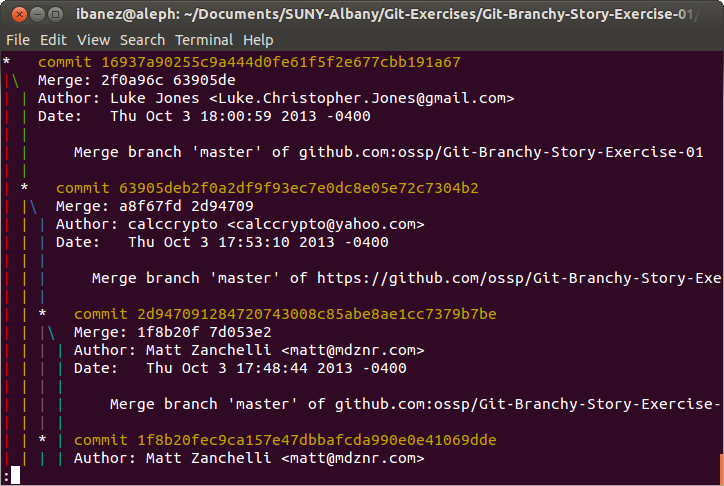 ibanez@aleph: ~/Documents/SUNY-Albany/Git-Exercises/Git-Branchy-Story-Exercise-01/
File Edit View Search Terminal Help
*   commit 16937a90255c9a444d0fe61f5f2e677cbb191a67
|\  Merge: 2f0a96c 63905de
| | Author: Luke Jones <Luke.Christopher.Jones@gmail.com>
| | Date:   Thu Oct 3 18:00:59 2013 -0400
| |
| |     Merge branch 'master' of github.com:ossp/Git-Branchy-Story-Exercise-01
| |
| *   commit 63905deb2f0a2df9f93ec7e0dc8e05e72c7304b2
| |\  Merge: a8f67fd 2d94709
| | | Author: calccrypto <calccrypto@yahoo.com>
| | | Date:   Thu Oct 3 17:53:10 2013 -0400
| | |
| | |     Merge branch 'master' of https://github.com/ossp/Git-Branchy-Story-Exe
| | |
| | *   commit 2d947091284720743008c85abe8ae1cc7379b7be
| | |\  Merge: 1f8b20f 7d053e2
| | | | Author: Matt Zanchelli <matt@mdznr.com>
| | | | Date:   Thu Oct 3 17:48:44 2013 -0400
| | | |
| | | |     Merge branch 'master' of github.com:ossp/Git-Branchy-Story-Exercise-
| | | |
| | * | commit 1f8b20fec9ca157e47dbbafcda990e0e41069dde
| | | | Author: Matt Zanchelli <matt@mdznr.com>
: